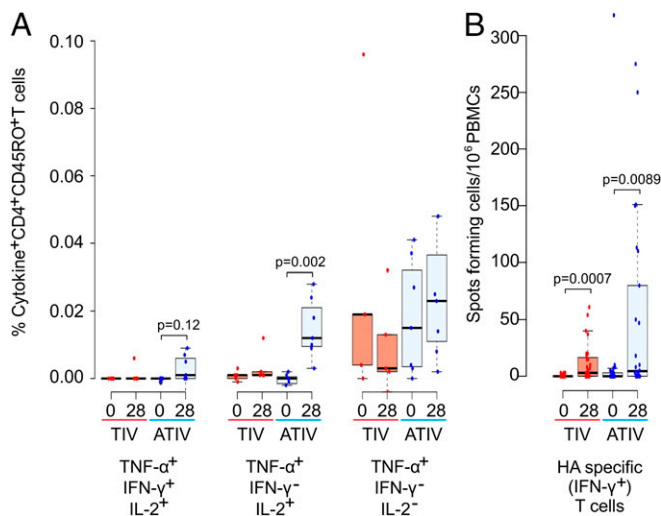 A
% Cytokine⁺CD4⁺CD45RO⁺T cells
0.10
0.08
0.06
0.04
0.02
0.00
p=0.12
p=0.002
0 28 0 28
TIV ATIV
TNF-α⁺
IFN-γ⁺
IL-2⁺
0 28 0 28
TIV ATIV
TNF-α⁺
IFN-γ⁻
IL-2⁺
0 28 0 28
TIV ATIV
TNF-α⁺
IFN-γ⁻
IL-2⁻
B
Spots forming cells/10⁶ PBMCs
300
250
200
150
100
50
0
p=0.0089
p=0.0007
0 28 0 28
TIV ATIV
HA specific
(IFN-γ⁺)
T cells